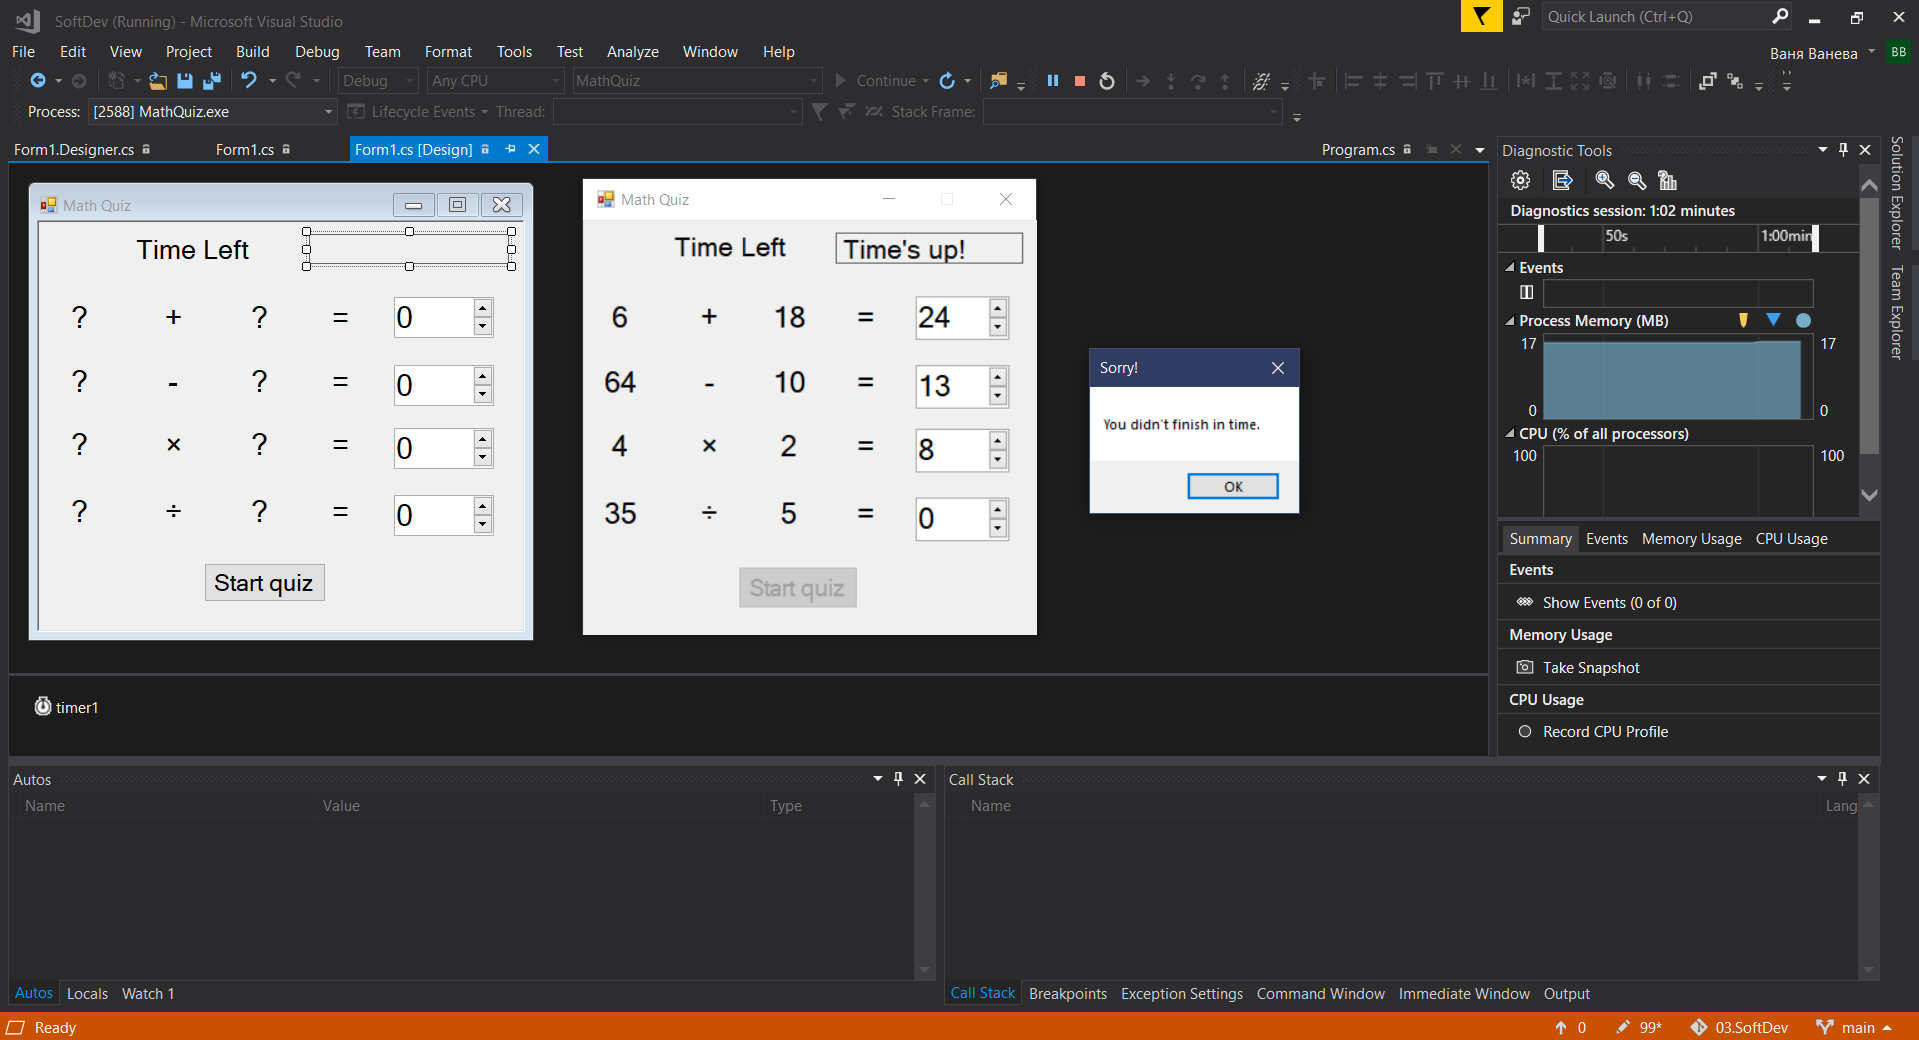 SoftDev (Running) - Microsoft Visual Studio
Quick Launch (Ctrl+Q)
File Edit View Project Build Debug Team Format Tools Test Analyze Window Help
Ваня Ванева BB
Debug Any CPU MathQuiz Continue
Process: [2588] MathQuiz.exe Lifecycle Events Thread: Stack Frame:
Form1.Designer.cs Form1.cs Form1.cs [Design] Program.cs
Math Quiz
Time Left
? + ? = 0
? - ? = 0
? × ? = 0
? ÷ ? = 0
Start quiz
Math Quiz
Time Left Time's up!
6 + 18 = 24
64 - 10 = 13
4 × 2 = 8
35 ÷ 5 = 0
Start quiz
Sorry!
You didn't finish in time.
OK
timer1
Diagnostic Tools
Diagnostics session: 1:02 minutes
50s 1:00min
Events
Process Memory (MB)
17 17
0 0
CPU (% of all processors)
100 100
Summary Events Memory Usage CPU Usage
Events
Show Events (0 of 0)
Memory Usage
Take Snapshot
CPU Usage
Record CPU Profile
Solution Explorer
Team Explorer
Autos
Name Value Type
Autos Locals Watch 1
Call Stack
Name Lang
Call Stack Breakpoints Exception Settings Command Window Immediate Window Output
Ready
0 99* 03.SoftDev main